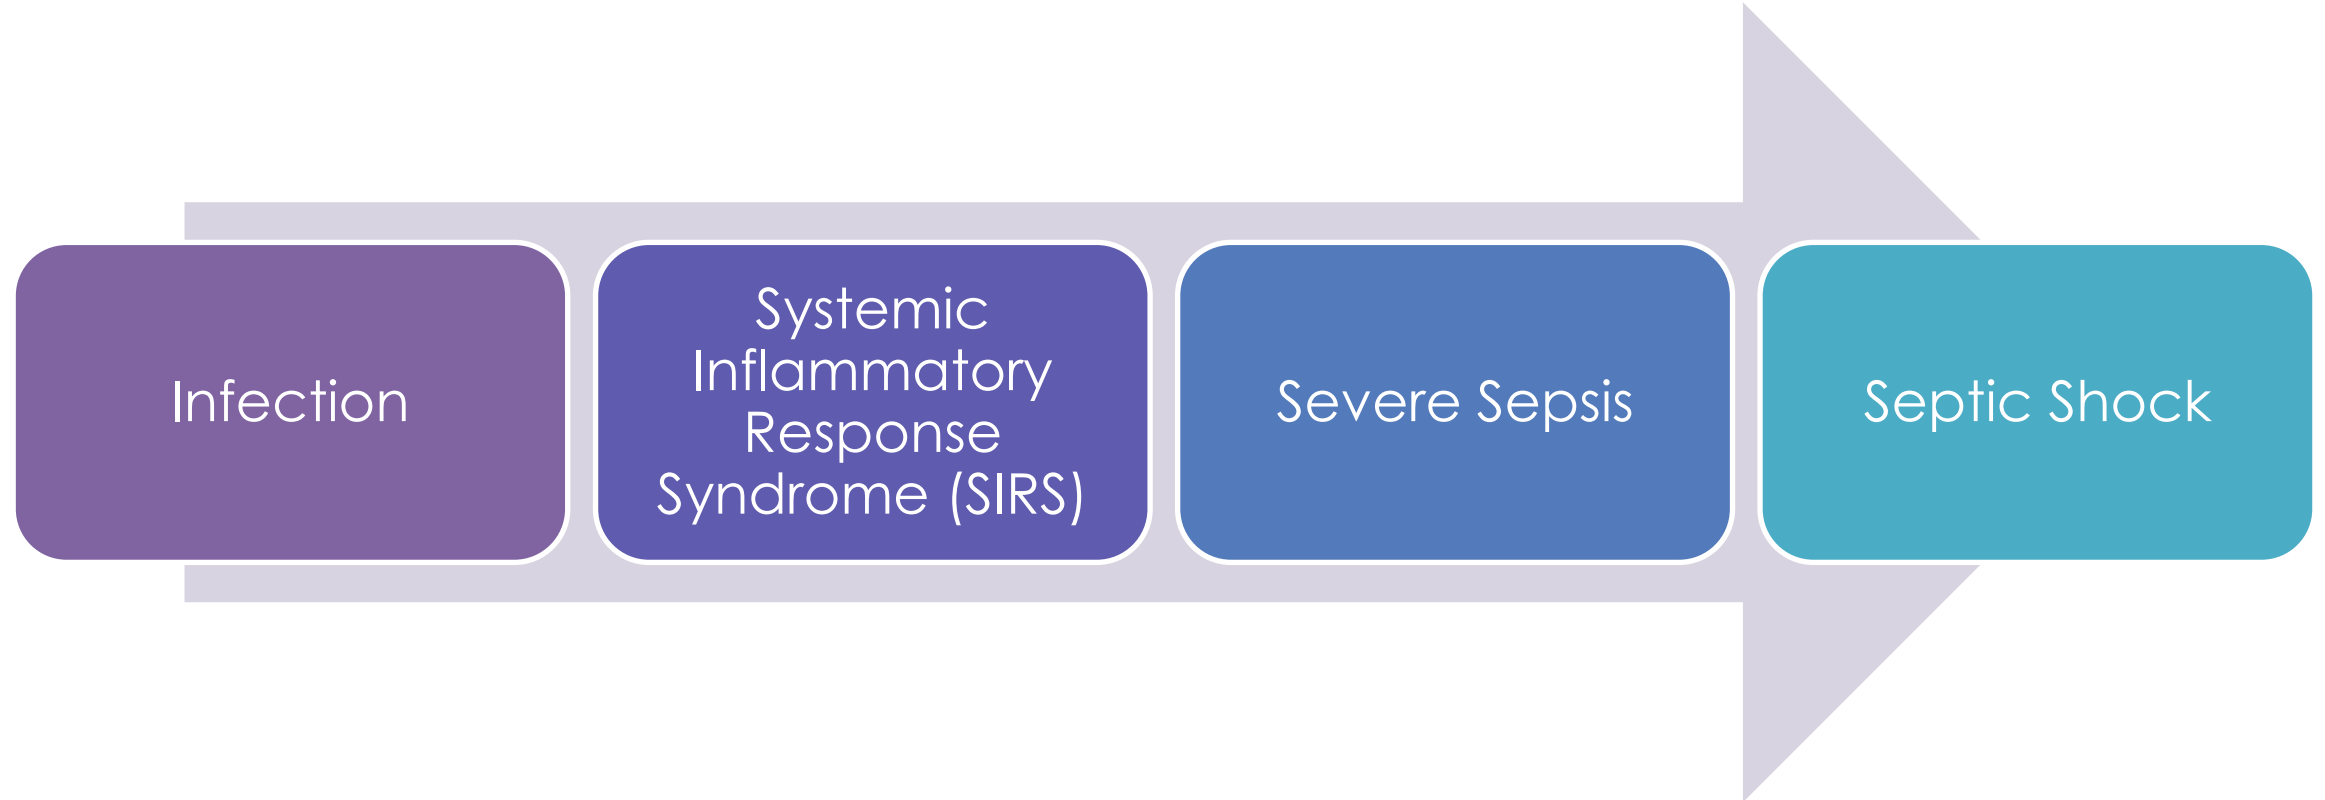 Infection
Systemic
Inflammatory
Response
Syndrome (SIRS)
Severe Sepsis
Septic Shock